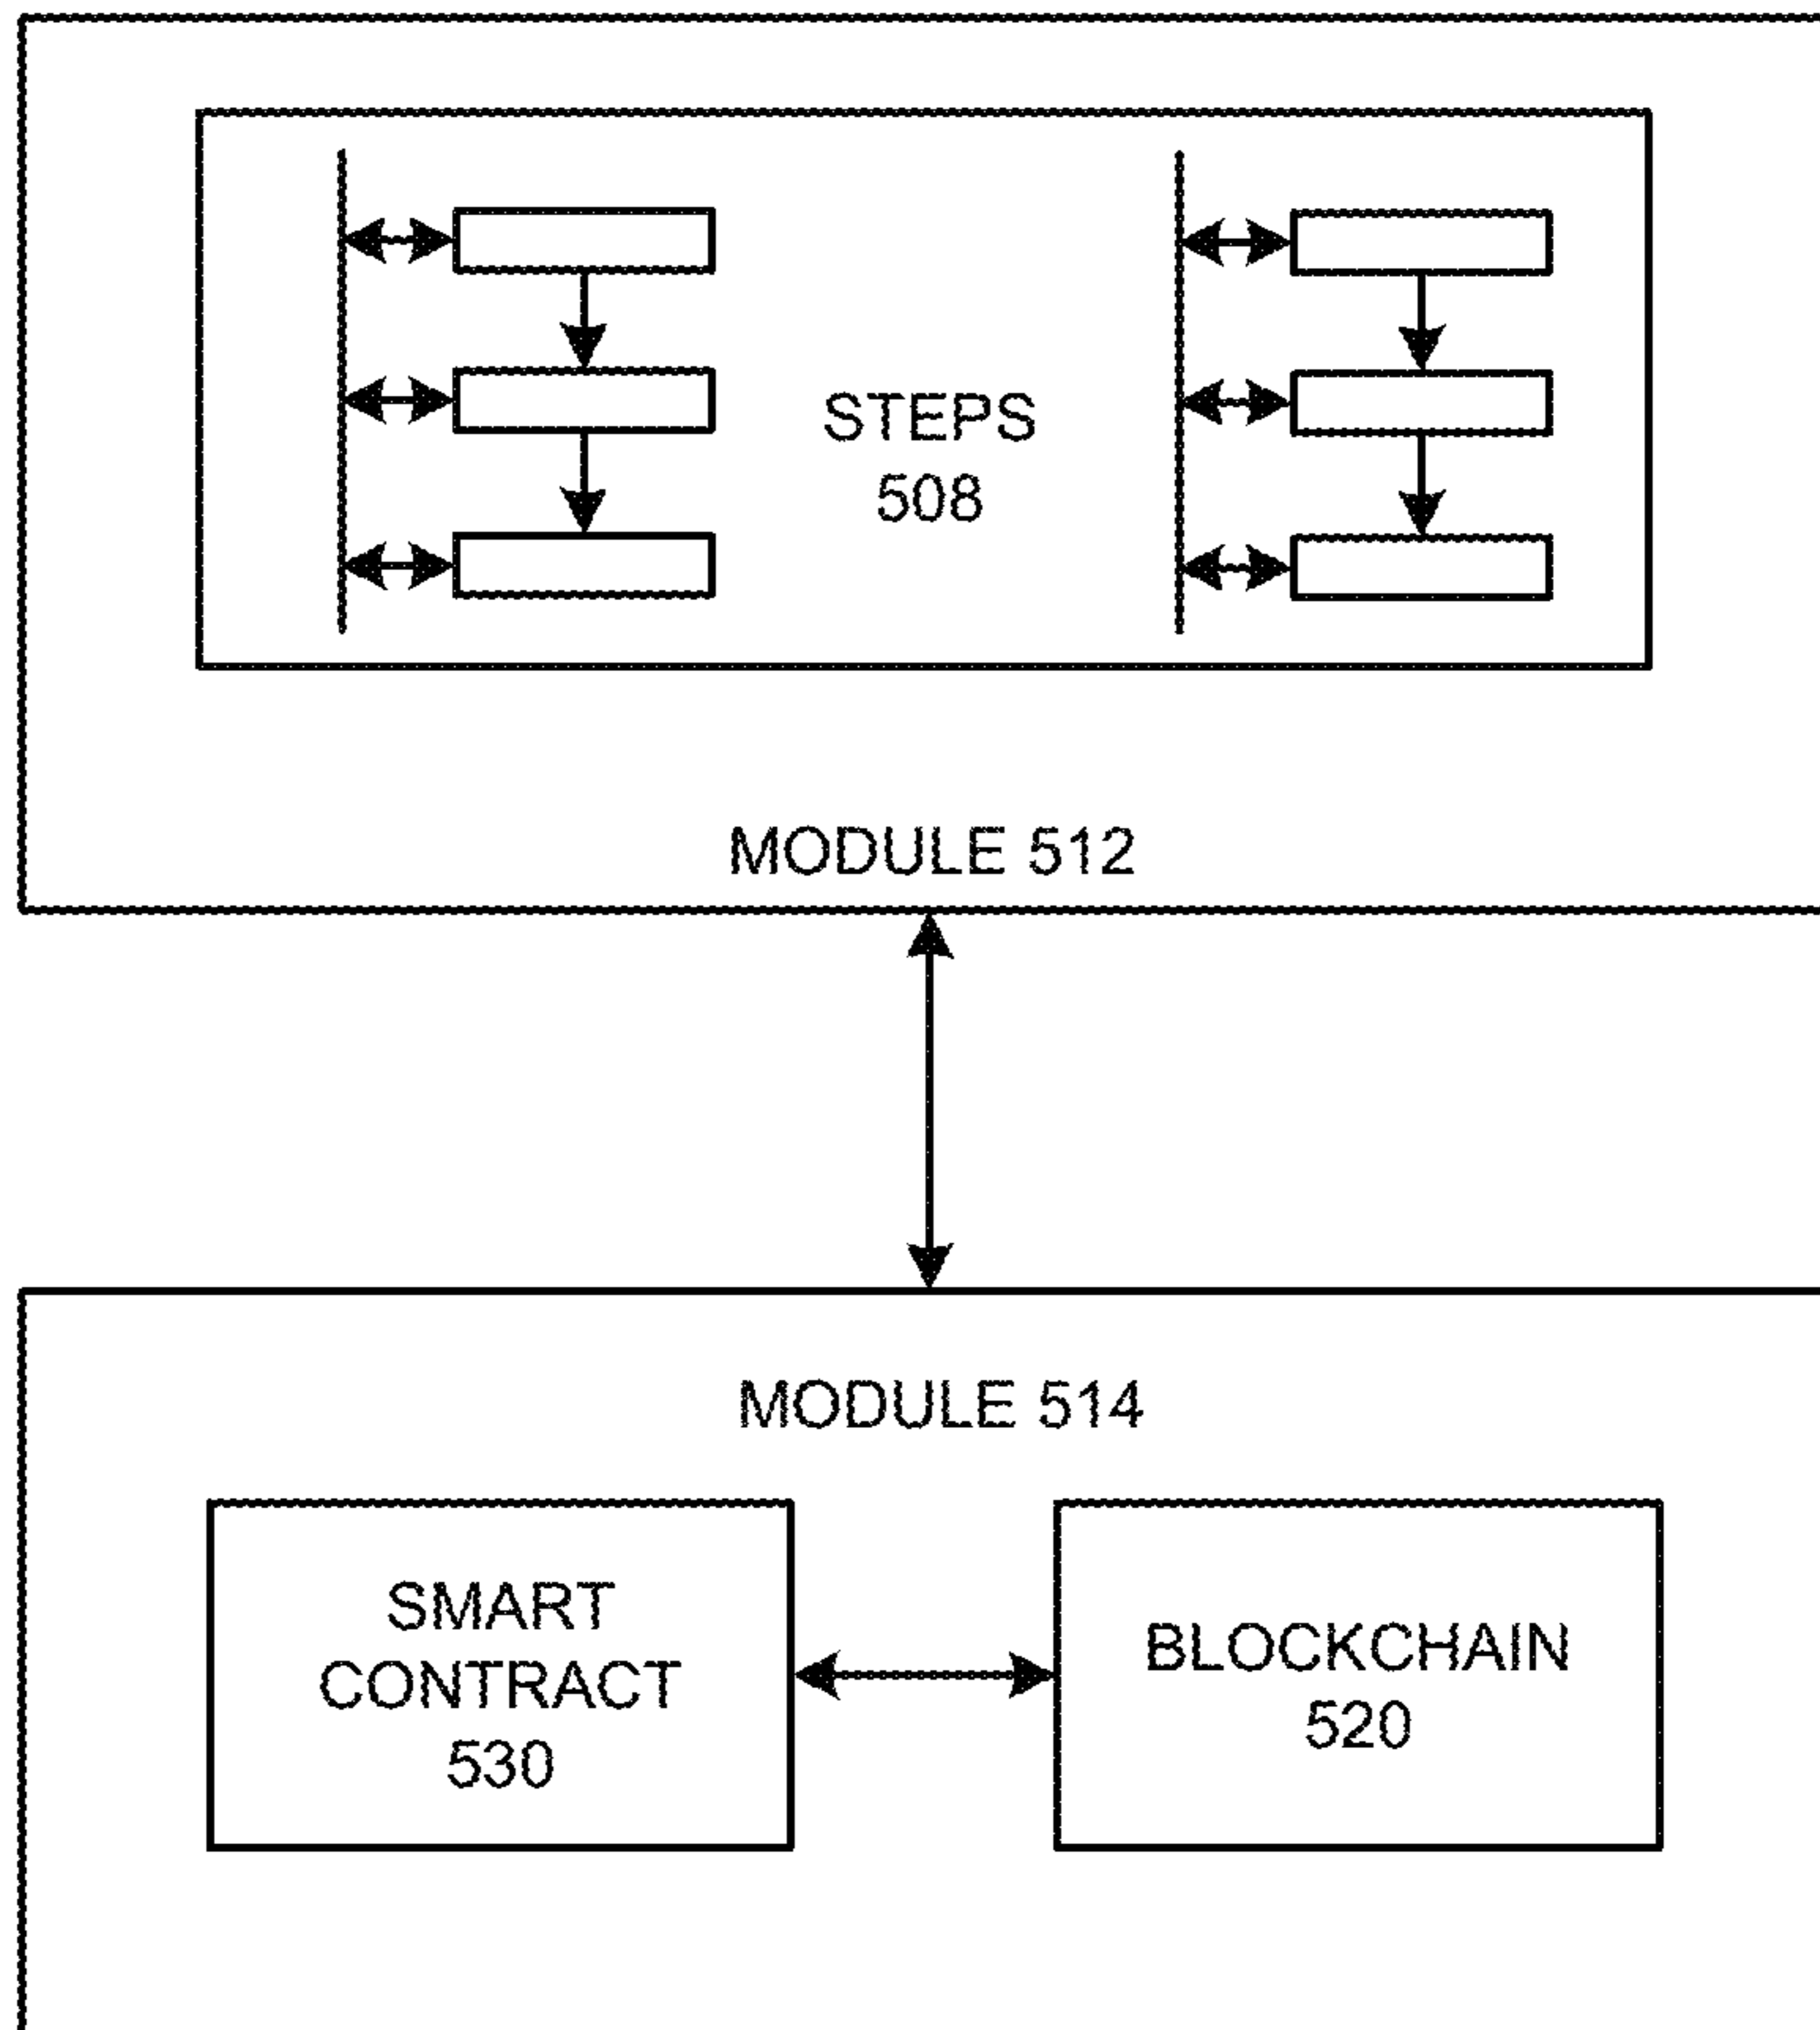 STEPS
508
MODULE 512
MODULE 514
SMART
CONTRACT
530
BLOCKCHAIN
520